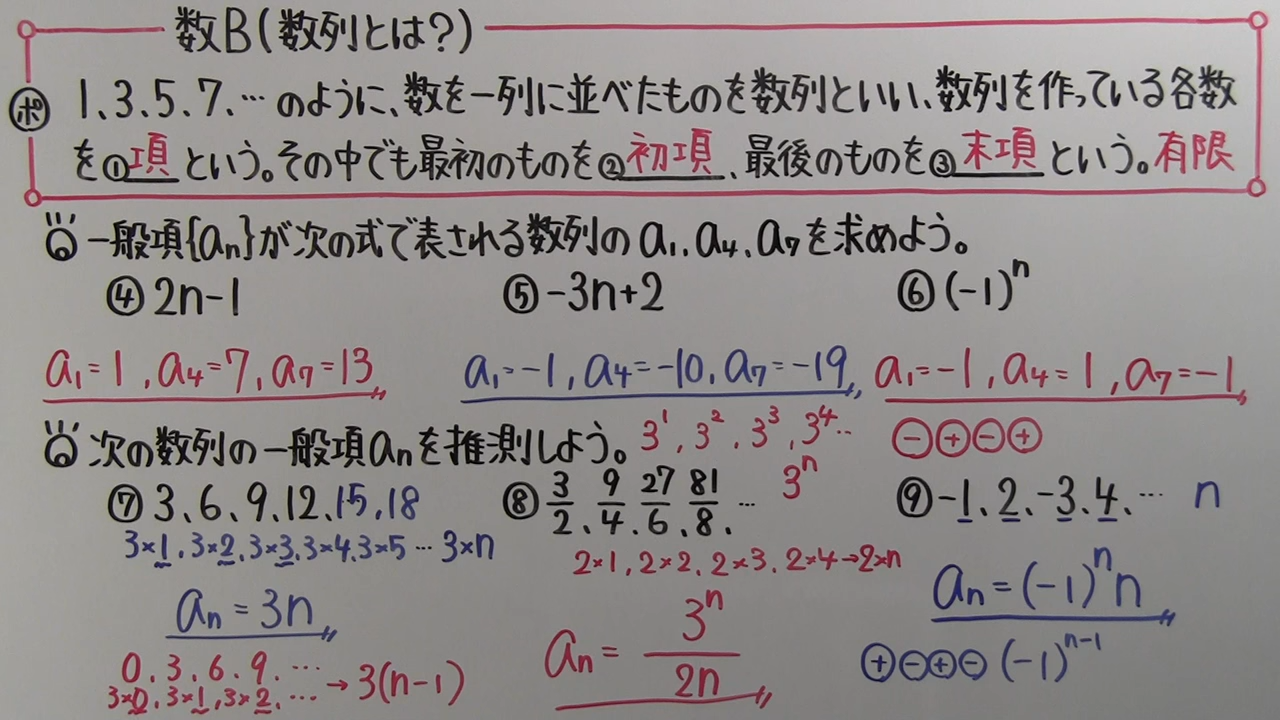 数B(数列とは?)
ポ 1.3.5.7.…のように、数を一列に並べたものを数列といい、数列を作っている各数
を①項という。その中でも最初のものを②初項、最後のものを③末項という。有限
一般項{an}が次の式で表される数列のa1.a4.a7を求めよう。
④2n-1 ⑤-3n+2 ⑥(-1)^n
a1=1,a4=7,a7=13 a1=-1,a4=-10,a7=-19 a1=-1,a4=1,a7=-1
次の数列の一般項anを推測しよう。 3^1,3^2,3^3,3^4… ⊖⊕⊖⊕
⑦3、6、9、12、15、18 ⑧3/2、9/4、27/6、81/8、… 3^n ⑨-1、2、-3、4、… n
3×1.3×2.3×3.3×4.3×5…3×n 2×1,2×2,2×3,2×4→2×n
an=3n an=3^n/2n an=(-1)^n n
0.3.6.9.… ⊕⊖⊕⊖(-1)^n-1
3×0.3×1,3×2.…→3(n-1)